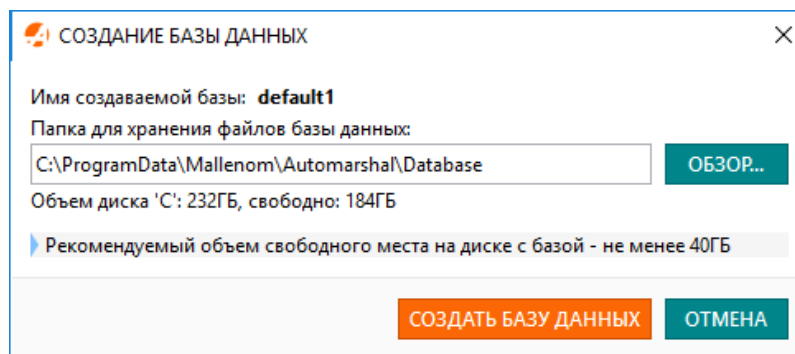 СОЗДАНИЕ БАЗЫ ДАННЫХ
Имя создаваемой базы: default1
Папка для хранения файлов базы данных:
C:\ProgramData\Mallenom\Automarshal\Database
ОБЗОР...
Объем диска 'C': 232ГБ, свободно: 184ГБ
Рекомендуемый объем свободного места на диске с базой - не менее 40ГБ
СОЗДАТЬ БАЗУ ДАННЫХ
ОТМЕНА